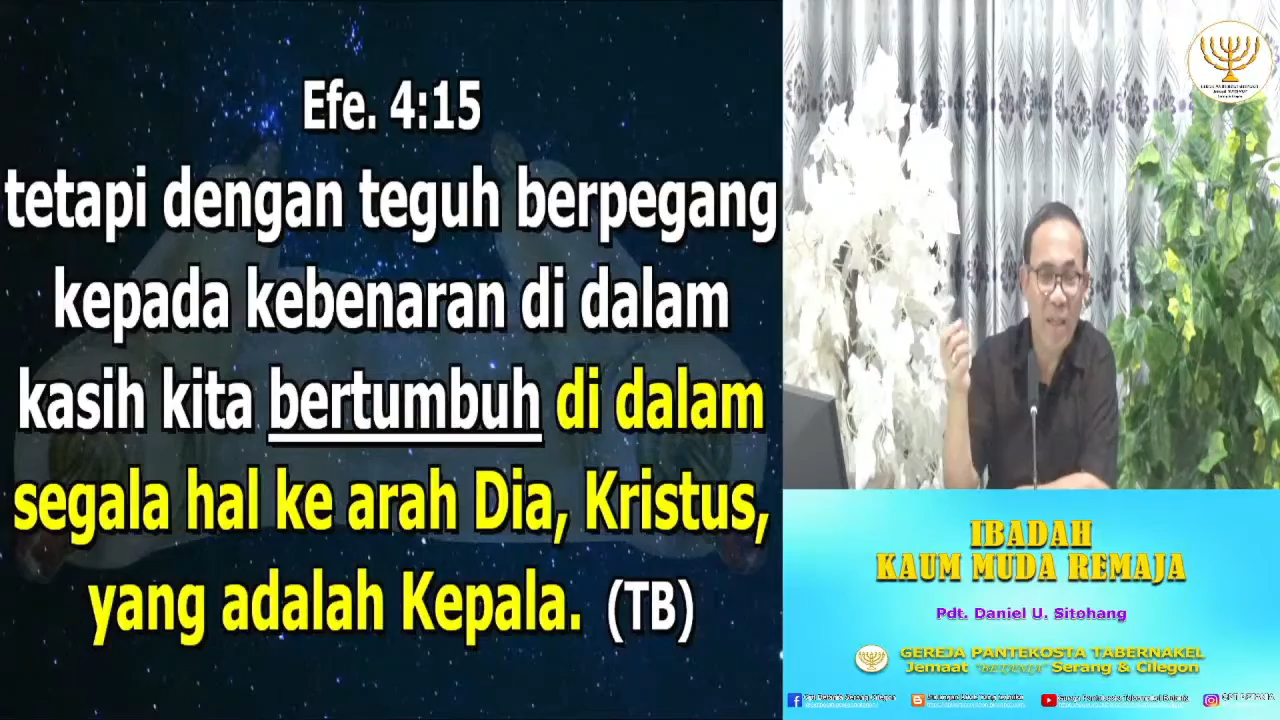 Efe. 4:15
tetapi dengan teguh berpegang
kepada kebenaran di dalam
kasih kita bertumbuh di dalam
segala hal ke arah Dia, Kristus,
yang adalah Kepala. (TB)
IBADAH
KAUM MUDA REMAJA
Pdt. Daniel U. Sitohang
GEREJA PANTEKOSTA TABERNAKEL
Jemaat "BETANIA" Serang & Cilegon